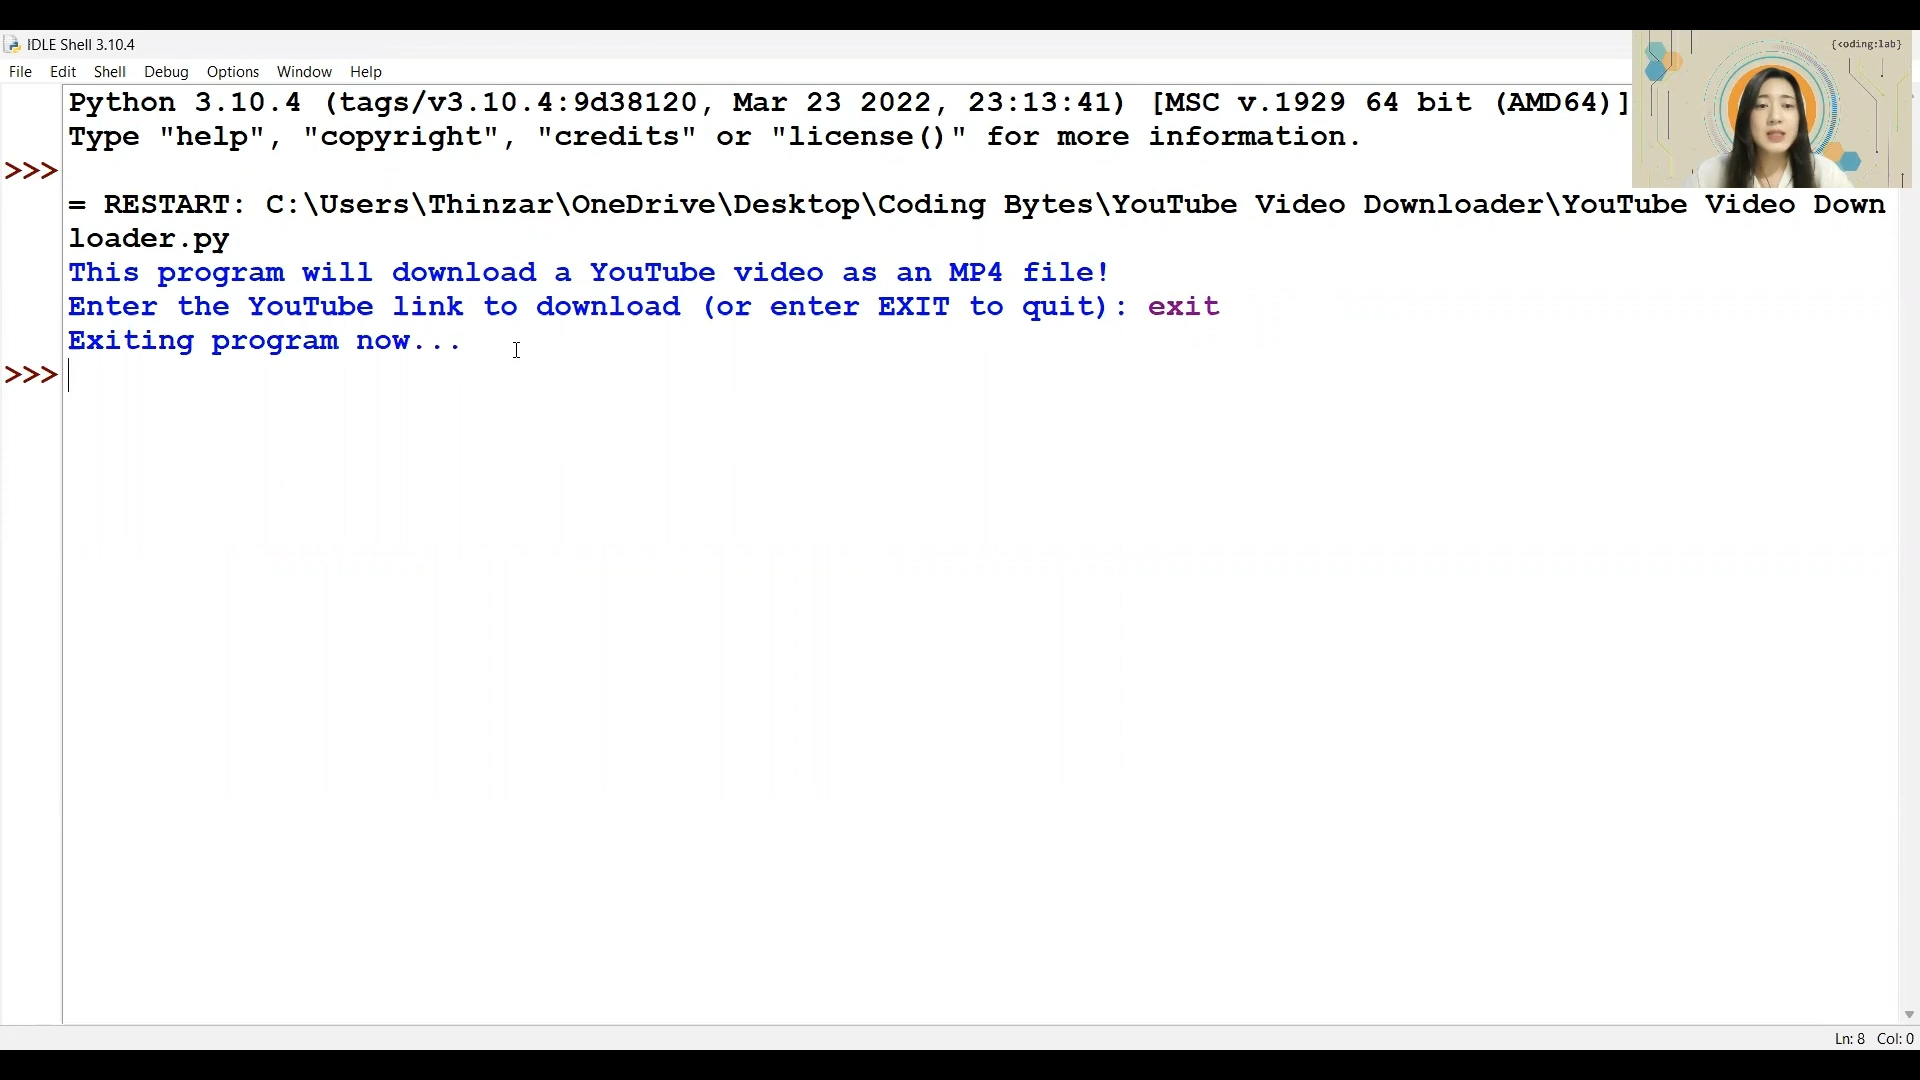 IDLE Shell 3.10.4
{<coding:lab}
File Edit Shell Debug Options Window Help
Python 3.10.4 (tags/v3.10.4:9d38120, Mar 23 2022, 23:13:41) [MSC v.1929 64 bit (AMD64)]
Type "help", "copyright", "credits" or "license()" for more information.
>>>
= RESTART: C:\Users\Thinzar\OneDrive\Desktop\Coding Bytes\YouTube Video Downloader\YouTube Video Down
loader.py
This program will download a YouTube video as an MP4 file!
Enter the YouTube link to download (or enter EXIT to quit): exit
Exiting program now...
>>>
Ln: 8 Col: 0